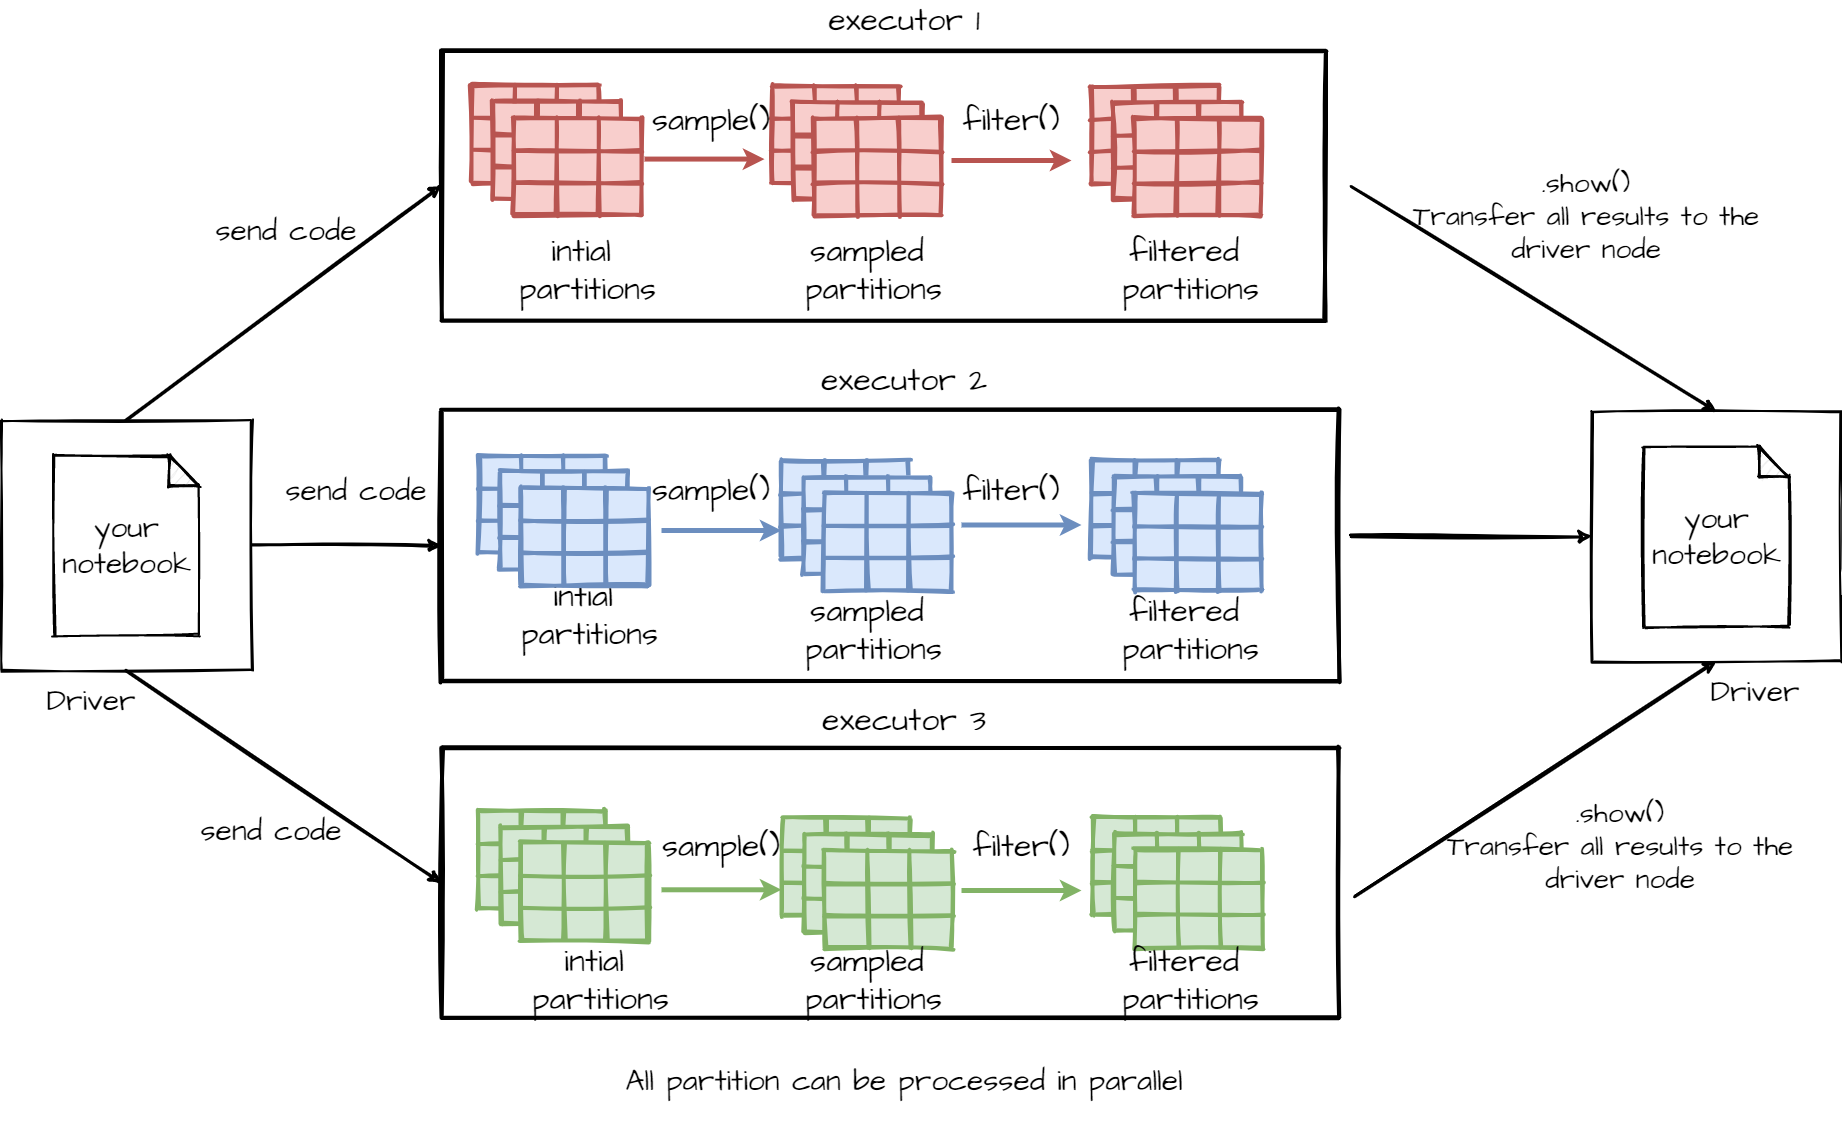 executor 1
sample()
filter()
intial
partitions
sampled
partitions
filtered
partitions
send code
.show()
Transfer all results to the
driver node
executor 2
send code
sample()
filter()
your
notebook
intial
partitions
sampled
partitions
filtered
partitions
your
notebook
Driver
Driver
executor 3
send code
sample()
filter()
intial
partitions
sampled
partitions
filtered
partitions
.show()
Transfer all results to the
driver node
All partition can be processed in parallel